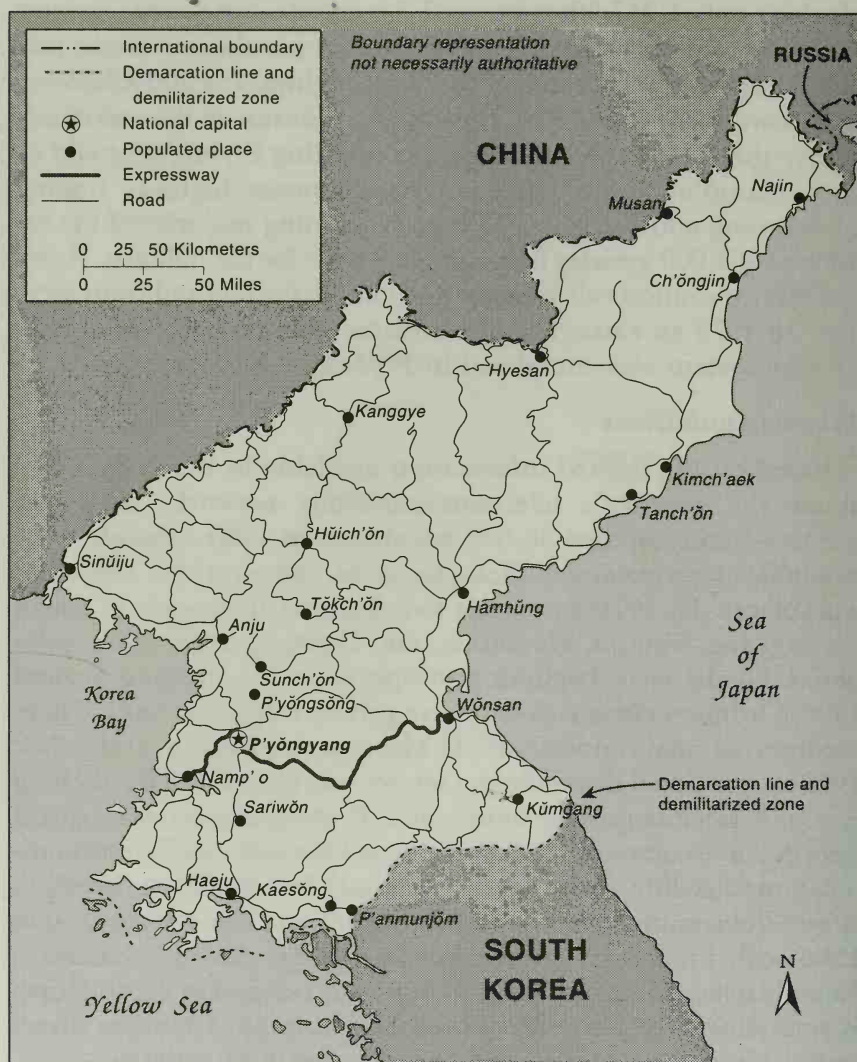 International boundary
Demarcation line and
demilitarized zone
National capital
Populated place
Expressway
Road
0 25 50 Kilometers
0 25 50 Miles
Boundary representation
not necessarily authoritative
RUSSIA
CHINA
Musan
Najin
Ch'ŏngjin
Hyesan
Kanggye
Kimch'aek
Tanch'ŏn
Hŭich'ŏn
Sinŭiju
Hamhŭng
Tŏkch'ŏn
Anju
Sea
of
Japan
Sunch'ŏn
Korea
Bay
P'yŏngsŏng
Wŏnsan
P'yŏngyang
Namp'o
Demarcation line and
demilitarized zone
Kŭmgang
Sariwŏn
Haeju
Kaesŏng
P'anmunjŏm
SOUTH
KOREA
N
Yellow Sea